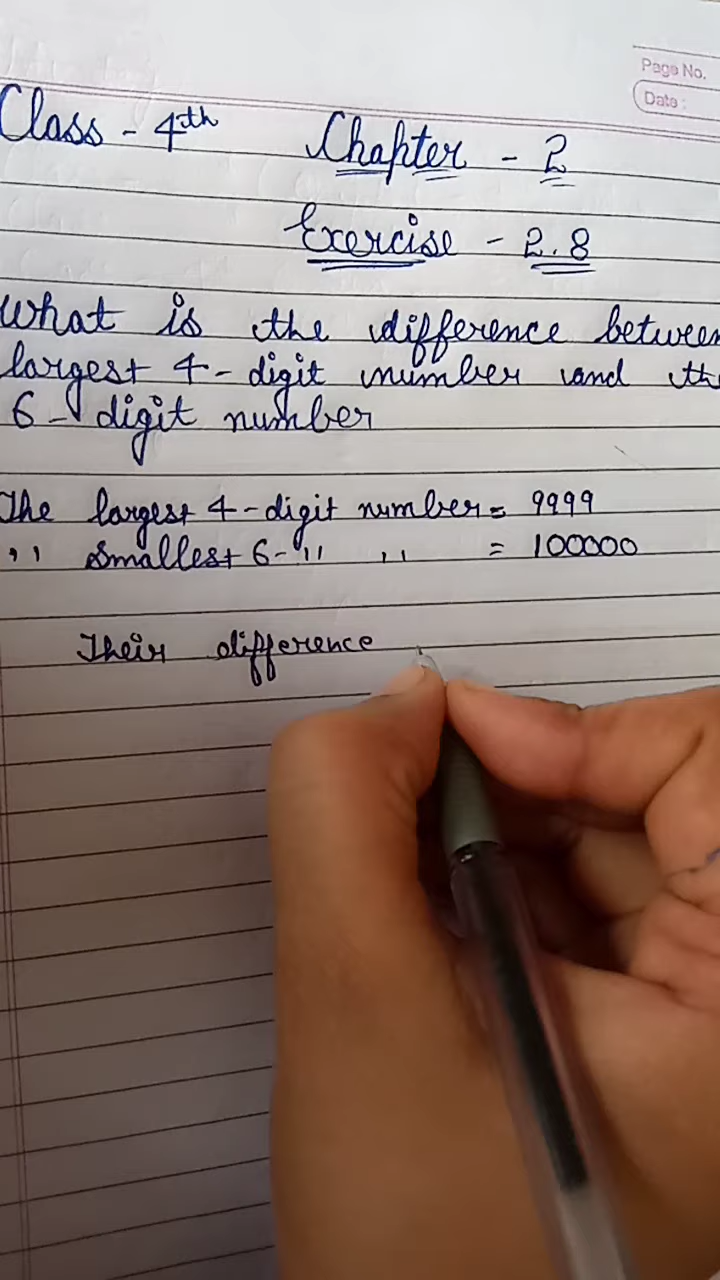 Page No.
Date :
Class - 4th Chapter - 2
Exercise - 2.8
What is the difference between
largest 4-digit number and the
6-digit number
The largest 4-digit number = 9999
,, Smallest 6- " ,, = 100000
Their difference